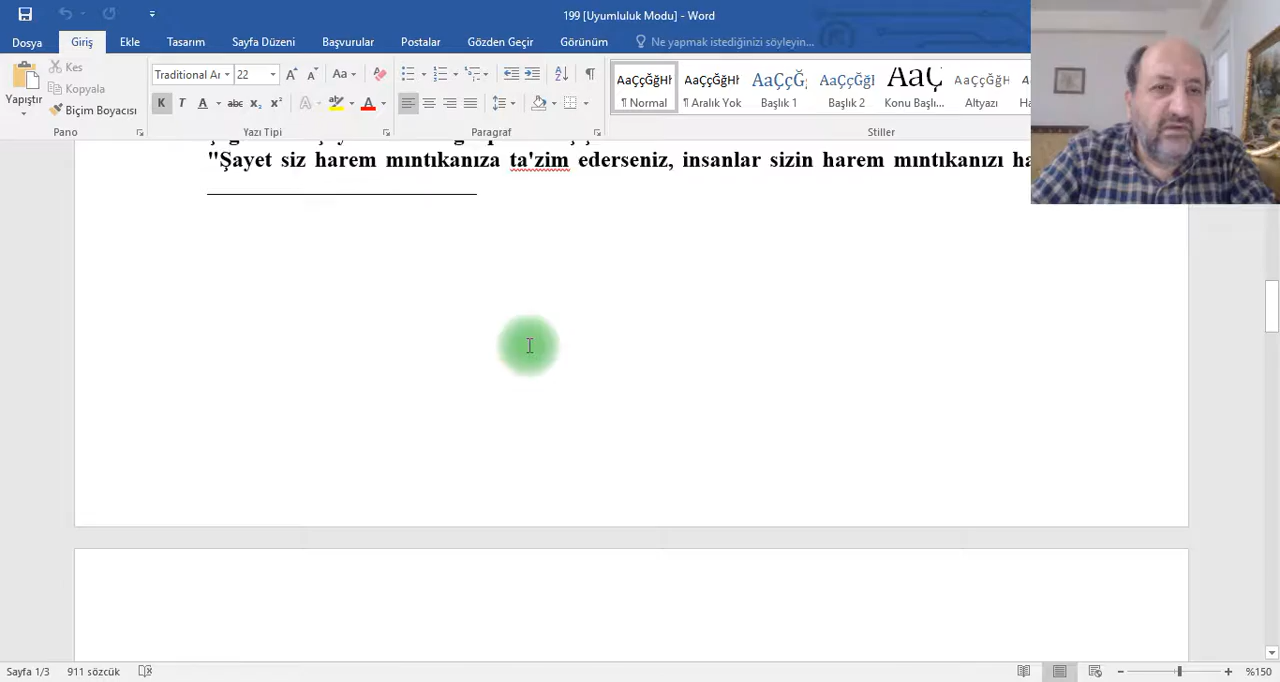 199 [Uyumluluk Modu] - Word
Dosya Giriş Ekle Tasarım Sayfa Düzeni Başvurular Postalar Gözden Geçir Görünüm Ne yapmak istediğinizi söyleyin...
Yapıştır
Kes
Kopyala
Biçim Boyacısı
Pano
Traditional Ar 22
Yazı Tipi
Paragraf
AaÇçĞğHł AaÇçĞğHł AaÇçĞ AaÇçĞğI AaÇ AaÇçĞğH
¶ Normal ¶ Aralık Yok Başlık 1 Başlık 2 Konu Başlı... Altyazı
Stiller
"Şayet siz harem mıntıkanıza ta'zim ederseniz, insanlar sizin harem mıntıkanızı
Sayfa 1/3 911 sözcük %150